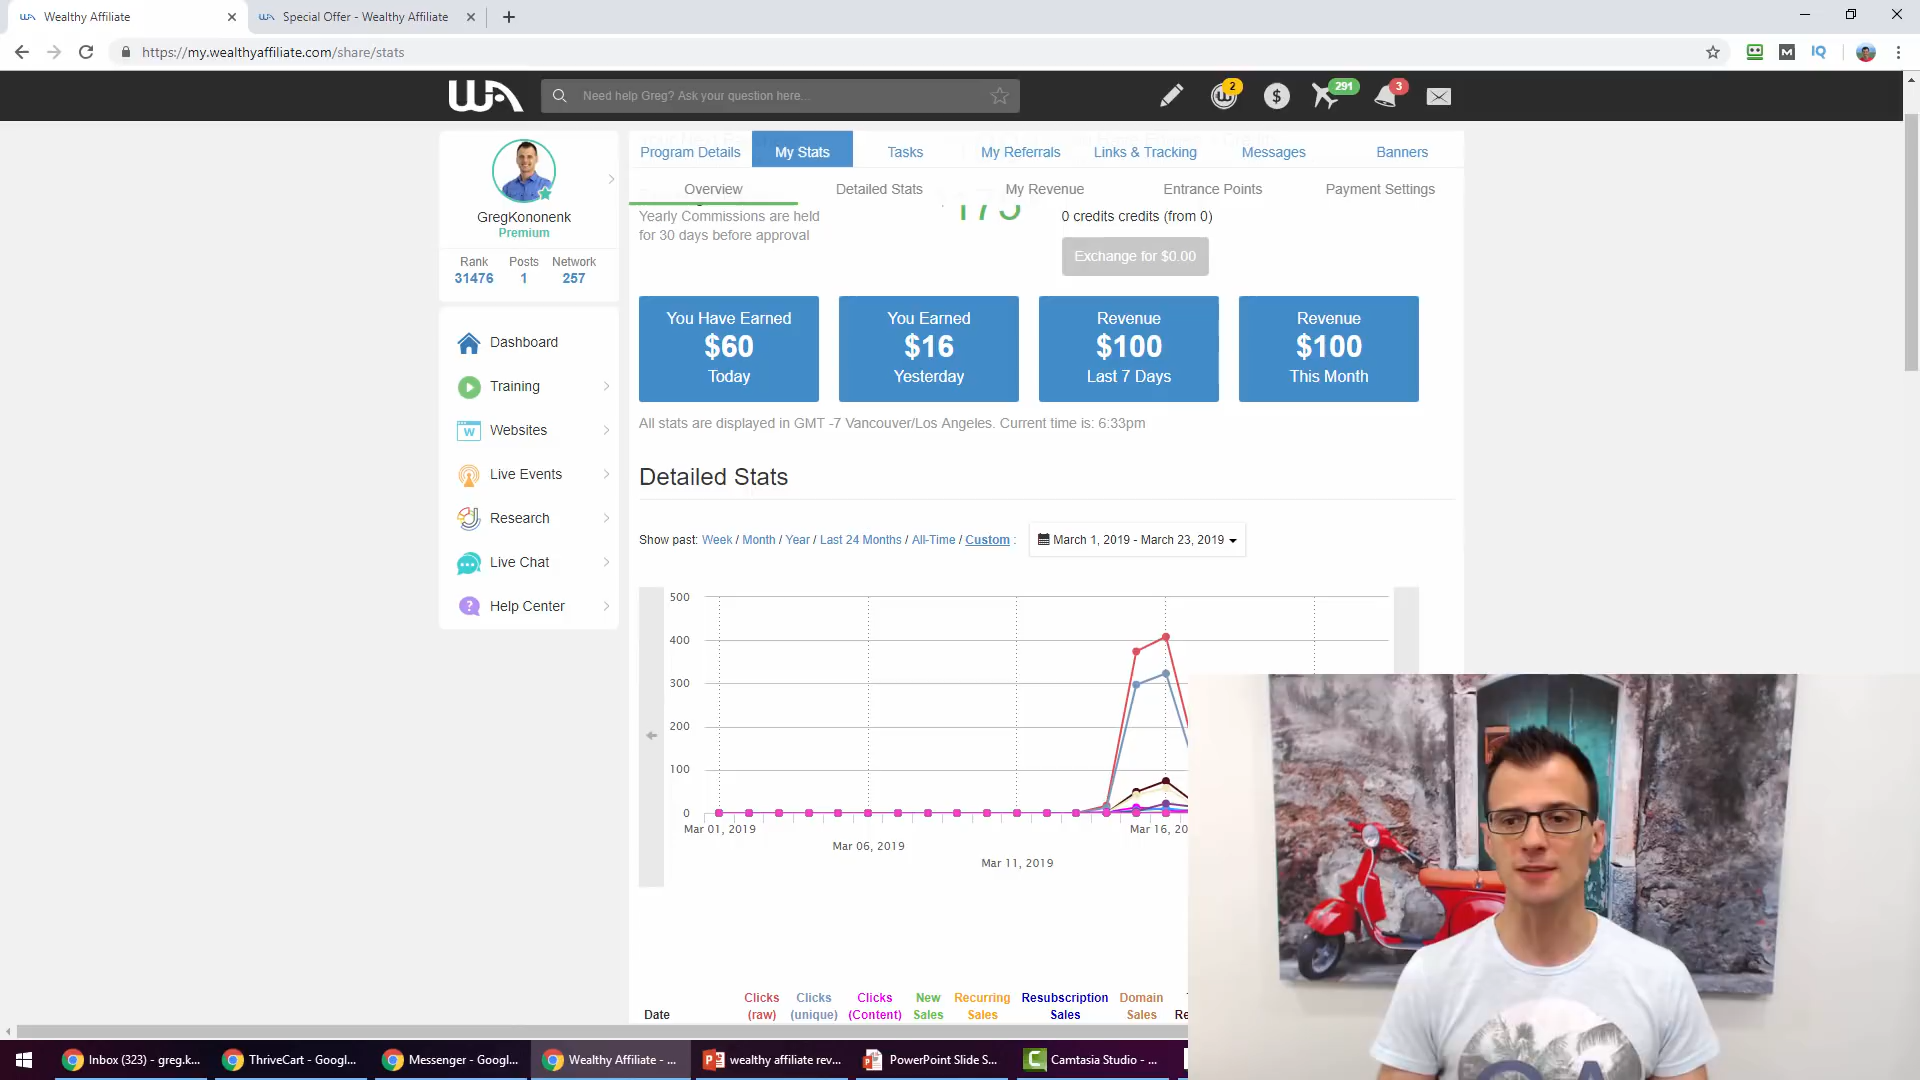 Wealthy Affiliate
Special Offer - Wealthy Affiliate
https://my.wealthyaffiliate.com/share/stats
IQ
WA
Need help Greg? Ask your question here...
2
291
3
GregKononenk
Premium
Rank Posts Network
31476 1 257
Dashboard
Training
Websites
Live Events
Research
Live Chat
Help Center
Program Details My Stats Tasks My Referrals Links & Tracking Messages Banners
Overview Detailed Stats My Revenue Entrance Points Payment Settings
Yearly Commissions are held
for 30 days before approval
0 credits credits (from 0)
Exchange for $0.00
You Have Earned
$60
Today
You Earned
$16
Yesterday
Revenue
$100
Last 7 Days
Revenue
$100
This Month
All stats are displayed in GMT -7 Vancouver/Los Angeles. Current time is: 6:33pm
Detailed Stats
Show past: Week / Month / Year / Last 24 Months / All-Time / Custom :
March 1, 2019 - March 23, 2019
500
400
300
200
100
0
Mar 01, 2019
Mar 06, 2019
Mar 11, 2019
Mar 16, 20
Date
Clicks (raw)
Clicks (unique)
Clicks (Content)
New Sales
Recurring Sales
Resubscription Sales
Domain Sales
Inbox (323) - greg.k...
ThriveCart - Googl...
Messenger - Googl...
Wealthy Affiliate - ...
wealthy affiliate rev...
PowerPoint Slide S...
Camtasia Studio - ...